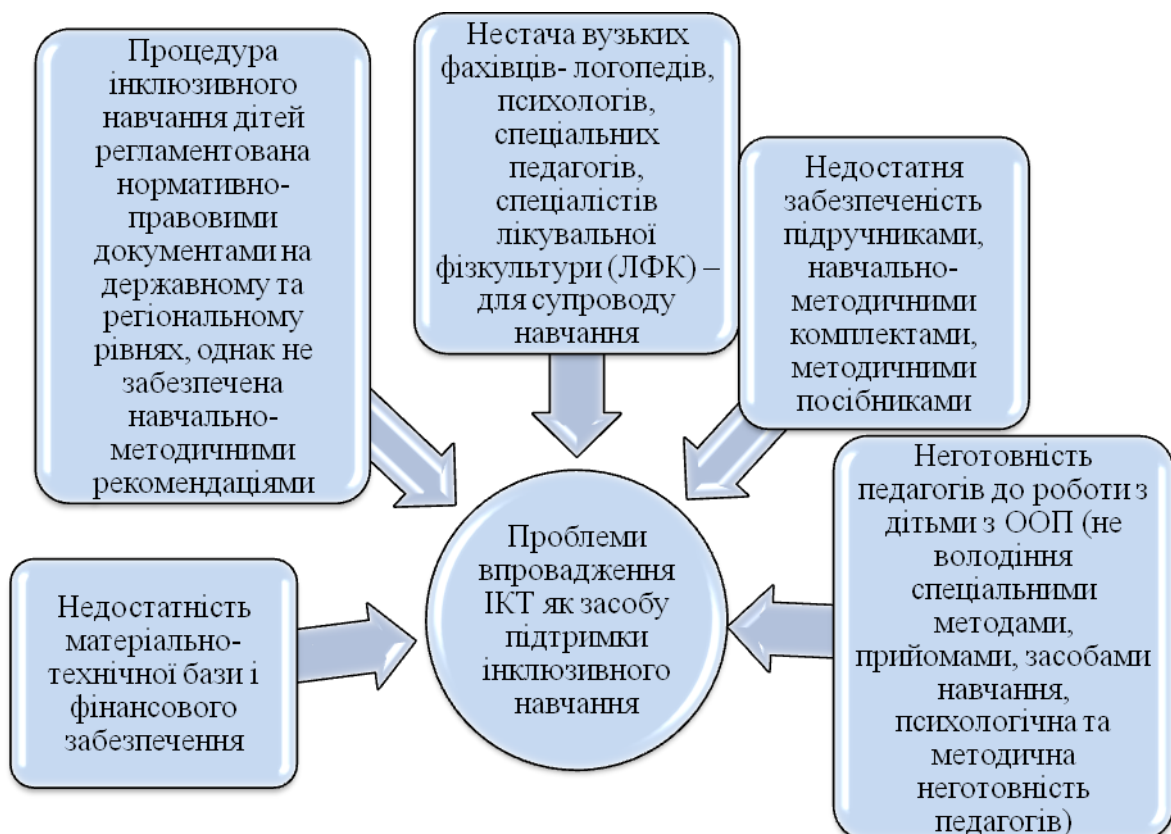 Процедура
інклюзивного
навчання дітей
регламентована
нормативно-
правовими
документами на
державному та
регіональному
рівнях, однак не
забезпечена
навчально-
методичними
рекомендаціями
Нестача вузьких
фахівців- логопедів,
психологів,
спеціальних
педагогів,
спеціалістів
лікувальної
фізкультури (ЛФК) –
для супроводу
навчання
Недостатня
забезпеченість
підручниками,
навчально-
методичними
комплектами,
методичними
посібниками
Неготовність
педагогів до роботи з
дітьми з ООП (не
володіння
спеціальними
методами,
прийомами, засобами
навчання,
психологічна та
методична
неготовність
педагогів)
Недостатність
матеріально-
технічної бази і
фінансового
забезпечення
Проблеми
впровадження
ІКТ як засобу
підтримки
інклюзивного
навчання